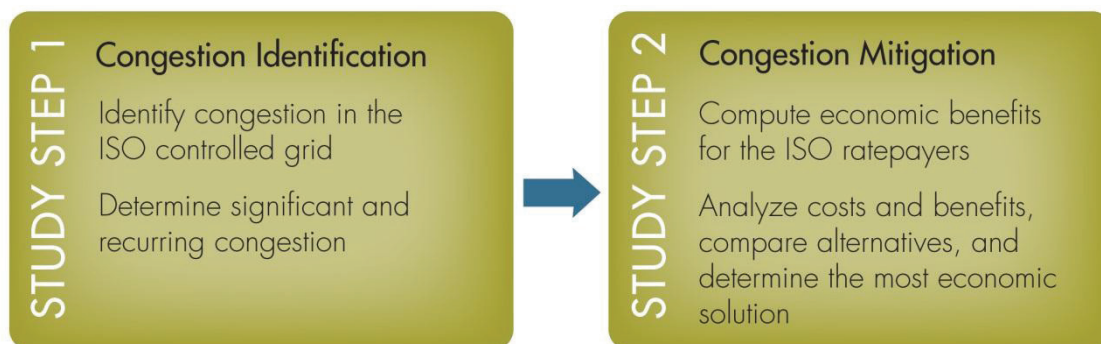 STUDY STEP 1
Congestion Identification
Identify congestion in the
ISO controlled grid
Determine significant and
recurring congestion
STUDY STEP 2
Congestion Mitigation
Compute economic benefits
for the ISO ratepayers
Analyze costs and benefits,
compare alternatives, and
determine the most economic
solution